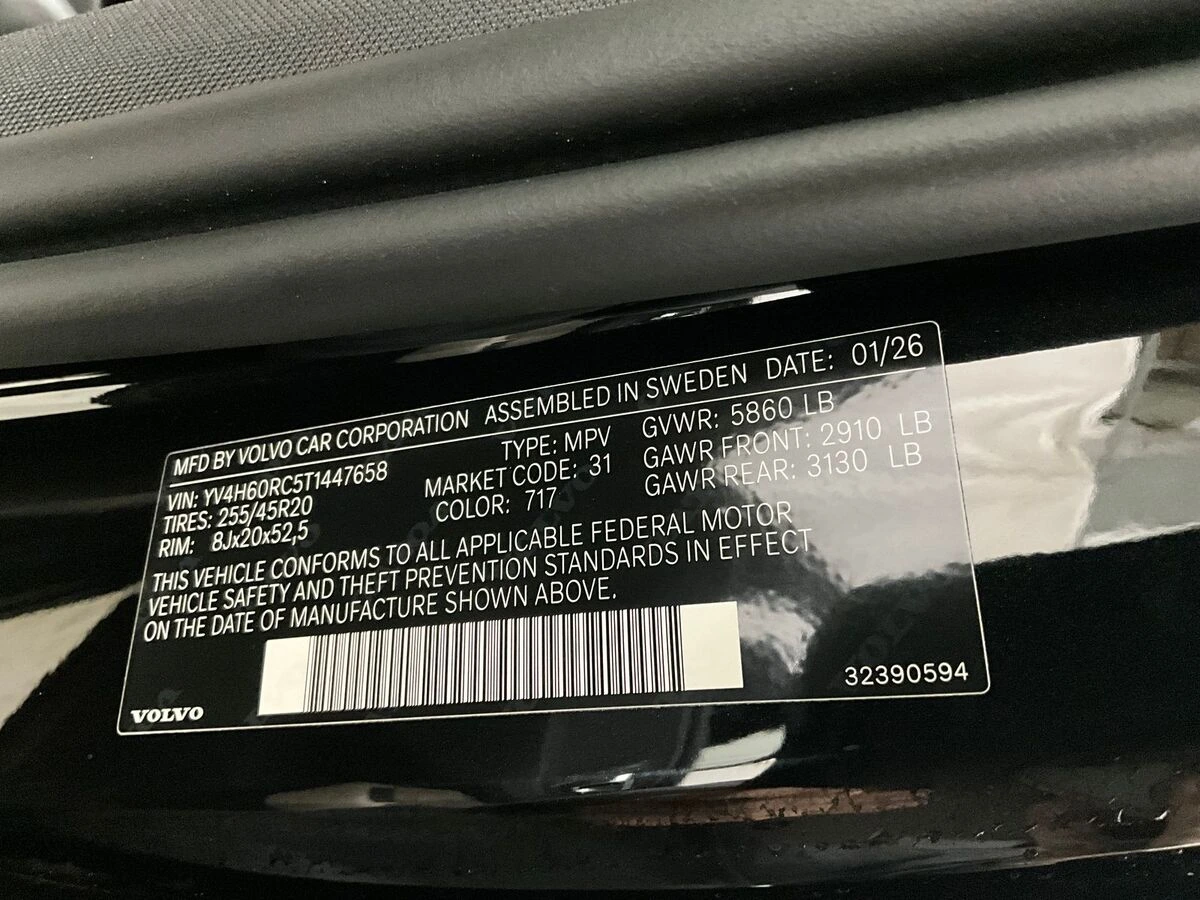 MFD BY VOLVO CAR CORPORATION ASSEMBLED IN SWEDEN DATE: 01/26
VIN: YV4H60RC5T1447658 TYPE: MPV GVWR: 5860 LB
TIRES: 255/45R20 MARKET CODE: 31 GAWR FRONT: 2910 LB
RIM: 8Jx20x52,5 COLOR: 717 GAWR REAR: 3130 LB
THIS VEHICLE CONFORMS TO ALL APPLICABLE FEDERAL MOTOR
VEHICLE SAFETY AND THEFT PREVENTION STANDARDS IN EFFECT
ON THE DATE OF MANUFACTURE SHOWN ABOVE.
VOLVO 32390594